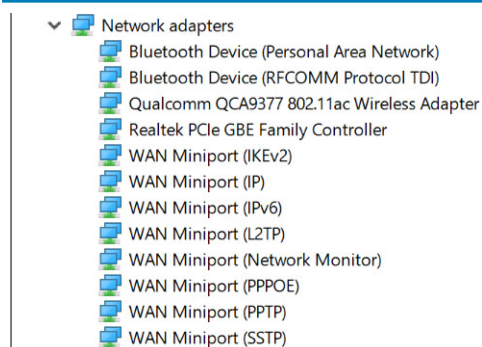 Network adapters
Bluetooth Device (Personal Area Network)
Bluetooth Device (RFCOMM Protocol TDI)
Qualcomm QCA9377 802.11ac Wireless Adapter
Realtek PCIe GBE Family Controller
WAN Miniport (IKEv2)
WAN Miniport (IP)
WAN Miniport (IPv6)
WAN Miniport (L2TP)
WAN Miniport (Network Monitor)
WAN Miniport (PPPOE)
WAN Miniport (PPTP)
WAN Miniport (SSTP)